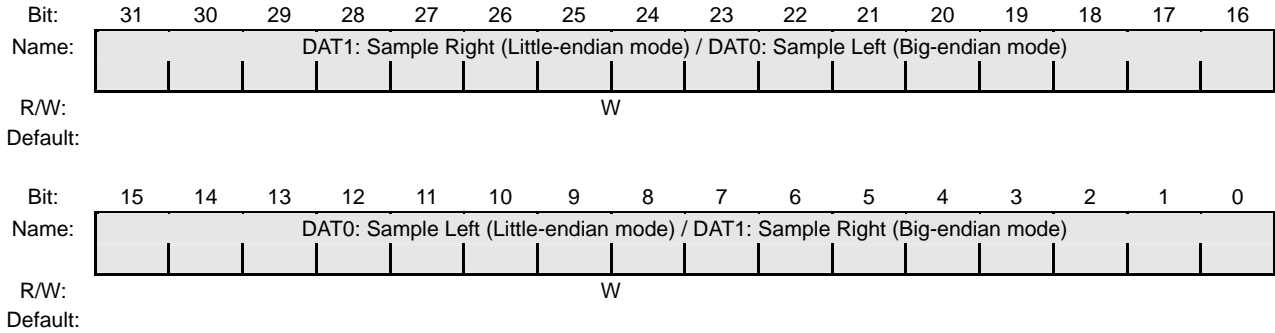 Bit: 31 30 29 28 27 26 25 24 23 22 21 20 19 18 17 16
Name: DAT1: Sample Right (Little-endian mode) / DAT0: Sample Left (Big-endian mode)
R/W: W
Default:
Bit: 15 14 13 12 11 10 9 8 7 6 5 4 3 2 1 0
Name: DAT0: Sample Left (Little-endian mode) / DAT1: Sample Right (Big-endian mode)
R/W: W
Default: